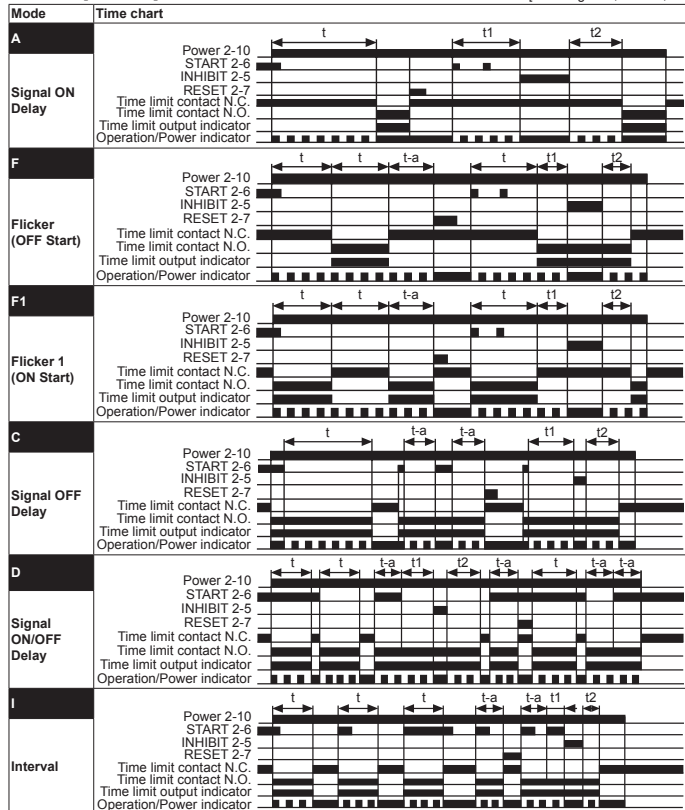 Mode Time chart
A
Signal ON
Delay
t t1 t2
Power 2-10
START 2-6
INHIBIT 2-5
RESET 2-7
Time limit contact N.C.
Time limit contact N.O.
Time limit output indicator
Operation/Power indicator
F
Flicker
(OFF Start)
t t t-a t t1 t2
Power 2-10
START 2-6
INHIBIT 2-5
RESET 2-7
Time limit contact N.C.
Time limit contact N.O.
Time limit output indicator
Operation/Power indicator
F1
Flicker 1
(ON Start)
t t t-a t t1 t2
Power 2-10
START 2-6
INHIBIT 2-5
RESET 2-7
Time limit contact N.C.
Time limit contact N.O.
Time limit output indicator
Operation/Power indicator
C
Signal OFF
Delay
t t-a t-a t1 t2
Power 2-10
START 2-6
INHIBIT 2-5
RESET 2-7
Time limit contact N.C.
Time limit contact N.O.
Time limit output indicator
Operation/Power indicator
D
Signal
ON/OFF
Delay
t t t-a t1 t2 t-a t t-a t-a
Power 2-10
START 2-6
INHIBIT 2-5
RESET 2-7
Time limit contact N.C.
Time limit contact N.O.
Time limit output indicator
Operation/Power indicator
I
Interval
t t t t-a t-a t1 t2
Power 2-10
START 2-6
INHIBIT 2-5
RESET 2-7
Time limit contact N.C.
Time limit contact N.O.
Time limit output indicator
Operation/Power indicator